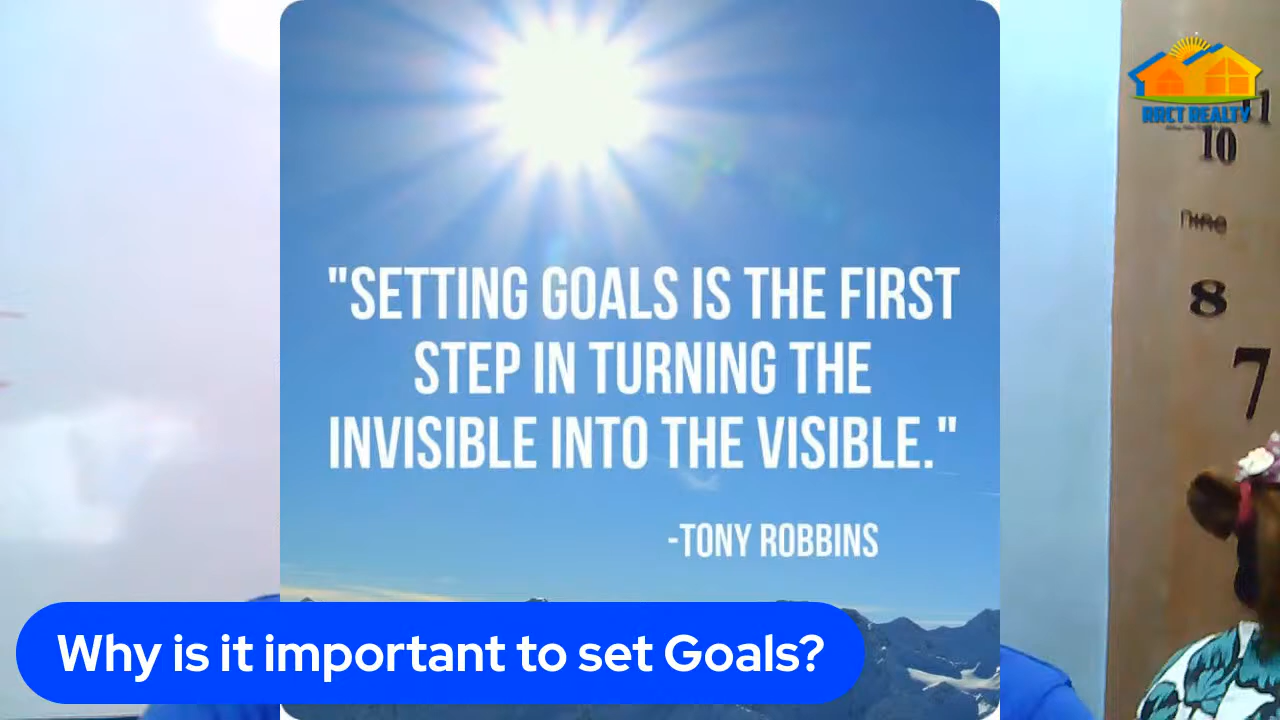 "SETTING GOALS IS THE FIRST
STEP IN TURNING THE
INVISIBLE INTO THE VISIBLE."
-TONY ROBBINS
Why is it important to set Goals?
RRCT REALTY
11
10
nine
8
7